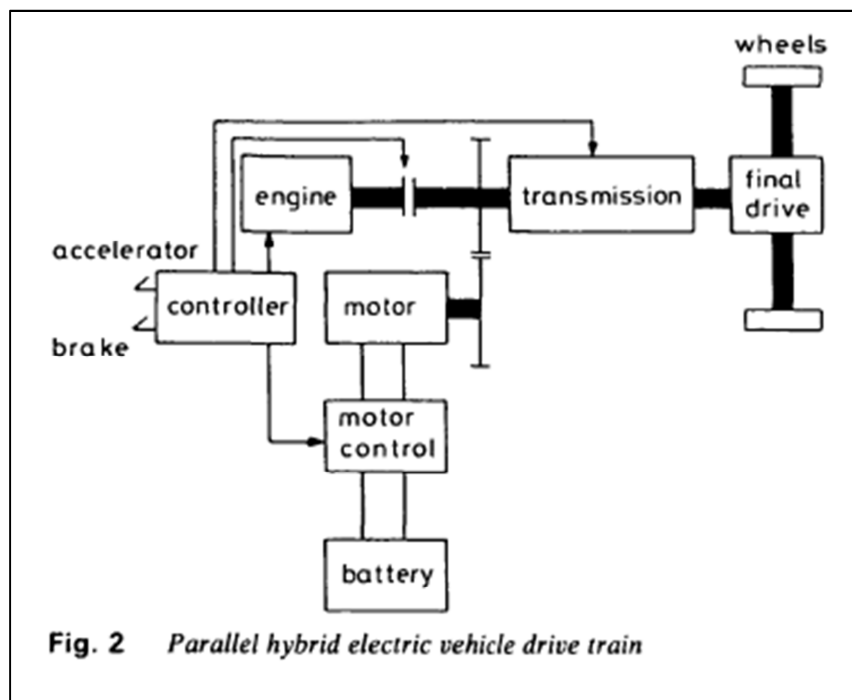 wheels
engine
transmission
final
drive
accelerator
controller
motor
brake
motor
control
battery
Fig. 2 Parallel hybrid electric vehicle drive train